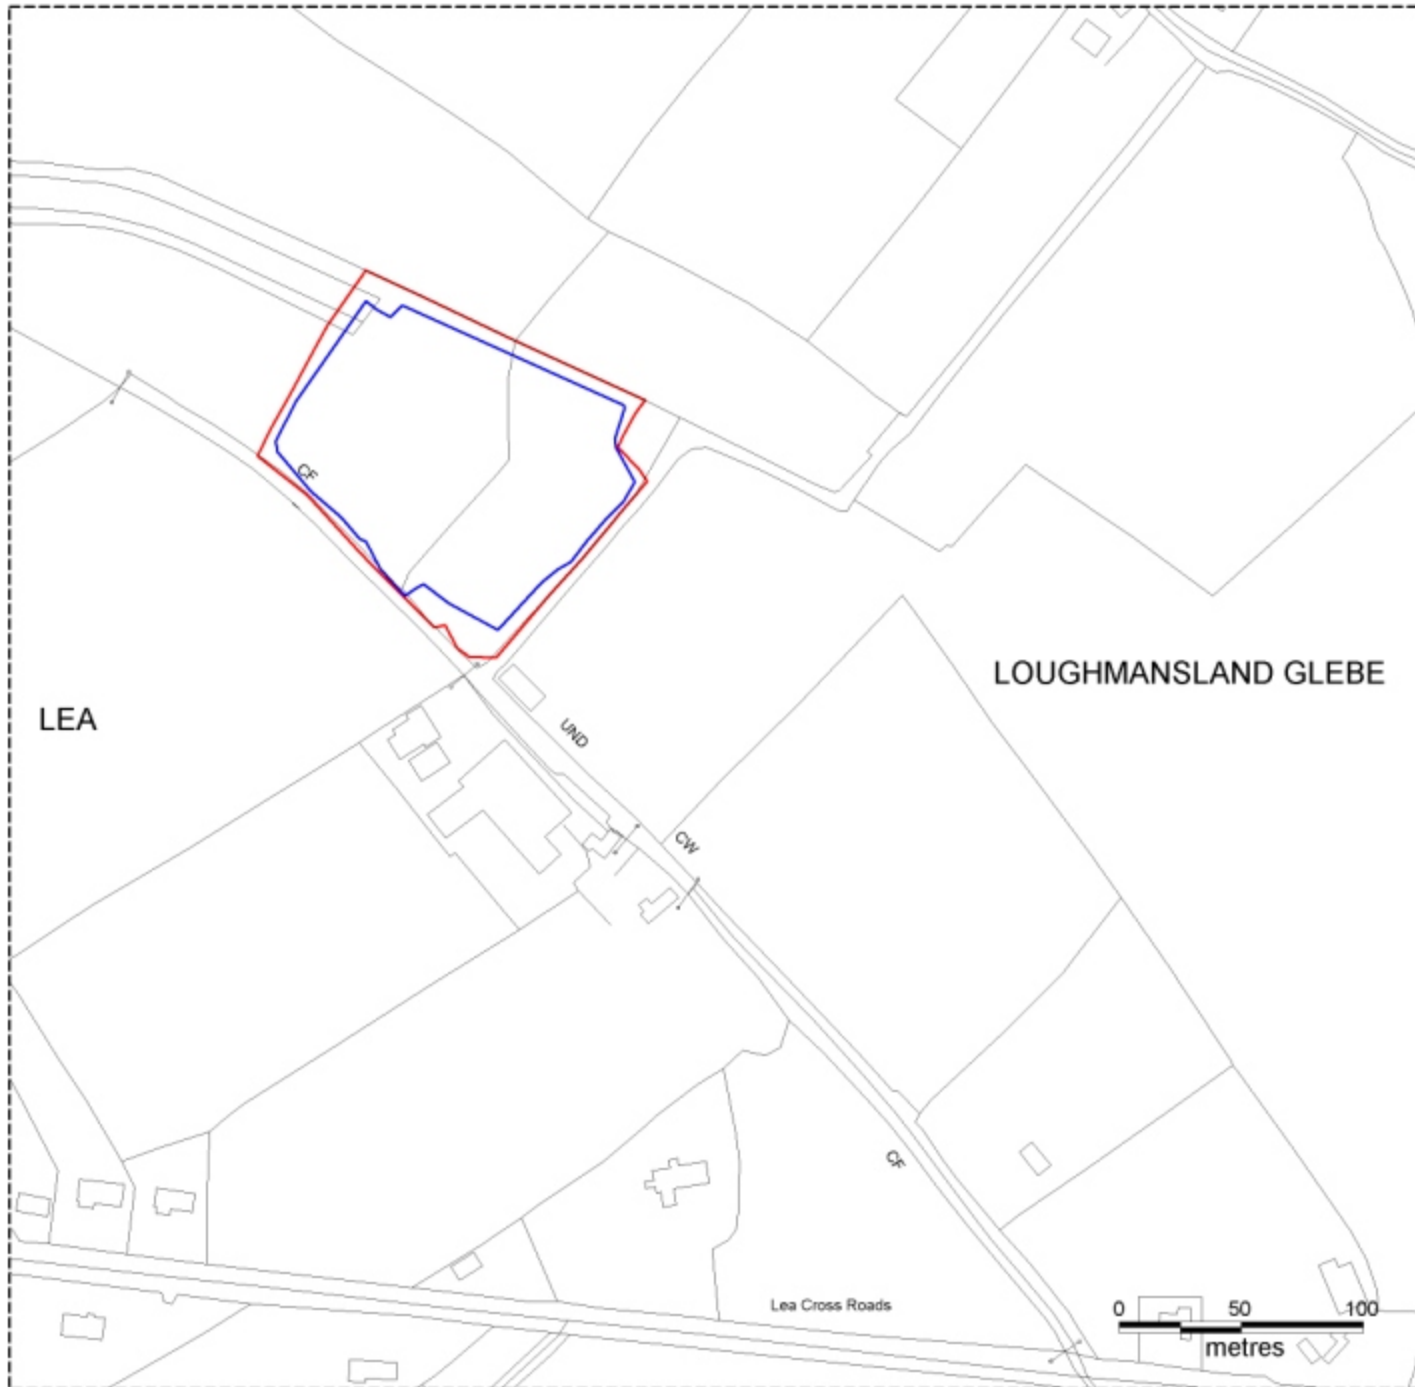 CF
LOUGHMANSLAND GLEBE
LEA
UND
CW
CF
Lea Cross Roads
0 50 100
metres